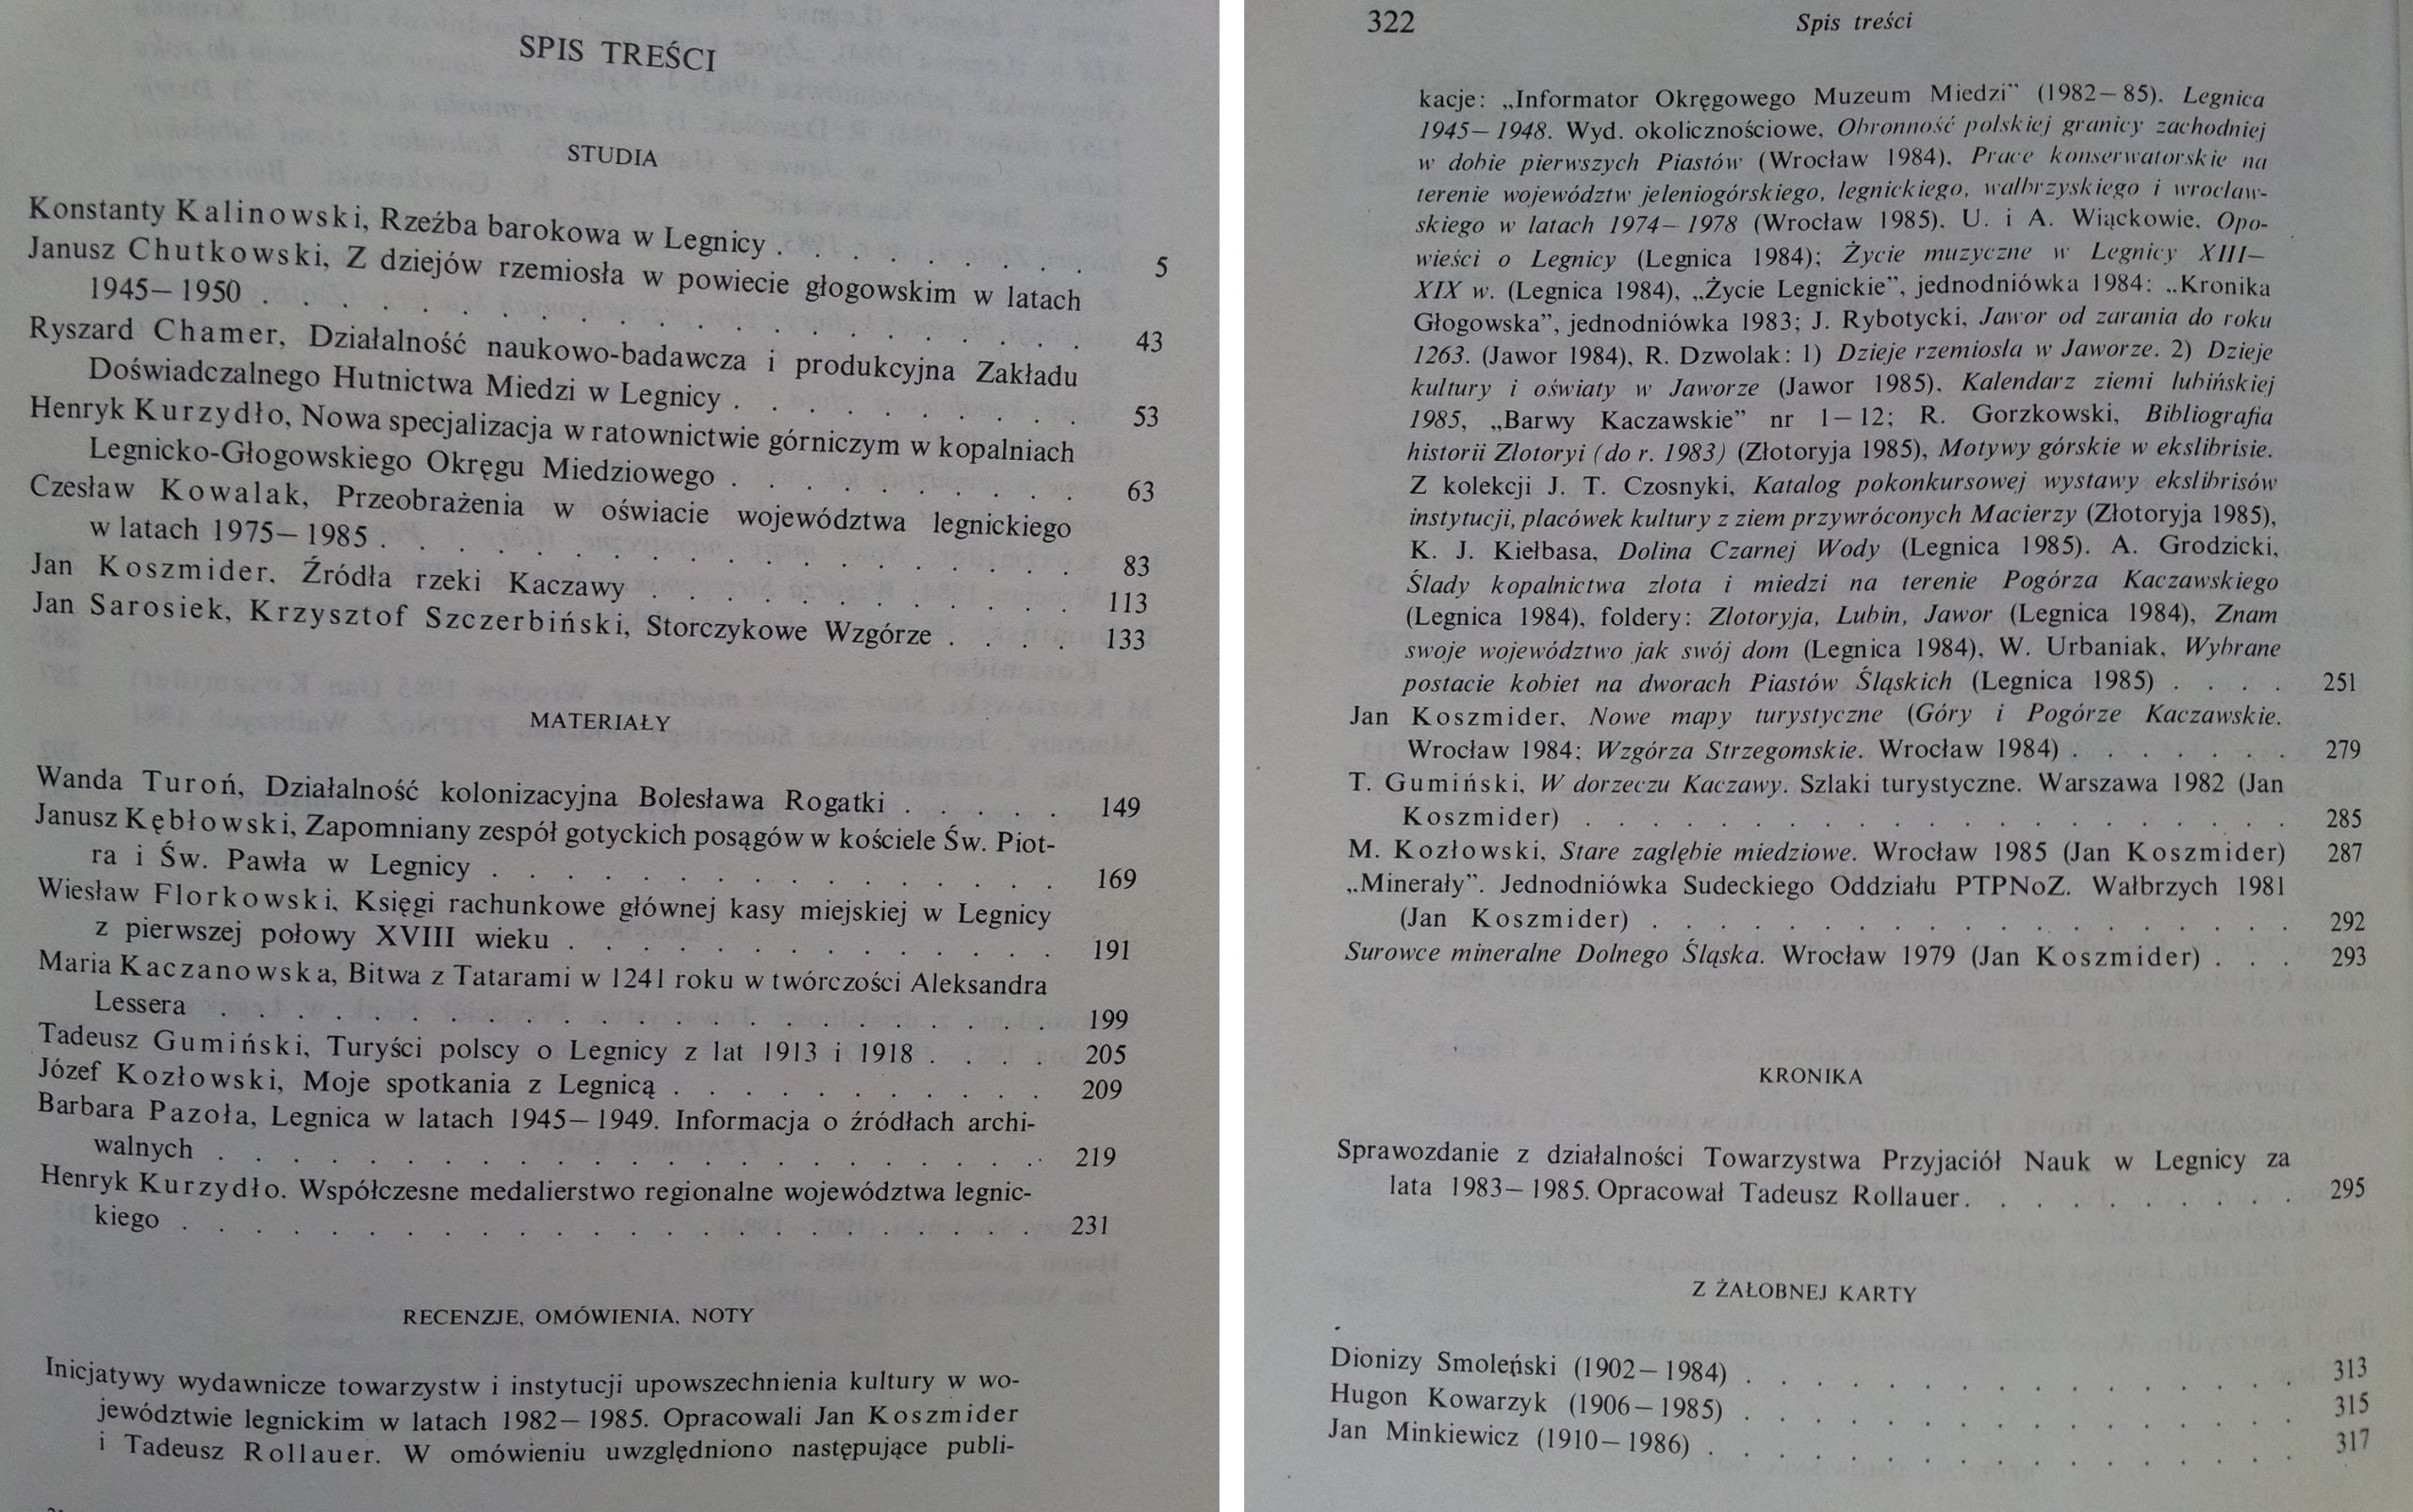 SPIS TREŚCI
STUDIA
Konstanty Kalinowski, Rzeźba barokowa w Legnicy . . . . . . . . . 5
Janusz Chutkowski, Z dziejów rzemiosła w powiecie głogowskim w latach
1945–1950 . . . . . . . . . . . . . . . . . 43
Ryszard Chamer, Działalność naukowo-badawcza i produkcyjna Zakładu
Doświadczalnego Hutnictwa Miedzi w Legnicy . . . . . . . . . . 53
Henryk Kurzydło, Nowa specjalizacja w ratownictwie górniczym w kopalniach
Legnicko-Głogowskiego Okręgu Miedziowego . . . . . . . . . . 63
Czesław Kowalak, Przeobrażenia w oświacie województwa legnickiego
w latach 1975–1985 . . . . . . . . . . . . . . . 83
Jan Koszmider. Źródła rzeki Kaczawy . . . . . . . . . . . 113
Jan Sarosiek, Krzysztof Szczerbiński, Storczykowe Wzgórze . . . . 133
MATERIAŁY
Wanda Turoń, Działalność kolonizacyjna Bolesława Rogatki . . . . . 149
Janusz Kębłowski, Zapomniany zespół gotyckich posągów w kościele Św. Piot-
ra i Św. Pawła w Legnicy . . . . . . . . . . . . . . . 169
Wiesław Florkowski, Księgi rachunkowe głównej kasy miejskiej w Legnicy
z pierwszej połowy XVIII wieku . . . . . . . . . . . . . 191
Maria Kaczanowska, Bitwa z Tatarami w 1241 roku w twórczości Aleksandra
Lessera . . . . . . . . . . . . . . . . . . . 199
Tadeusz Gumiński, Turyści polscy o Legnicy z lat 1913 i 1918 . . . . 205
Józef Kozłowski, Moje spotkania z Legnicą . . . . . . . . . . 209
Barbara Pazoła, Legnica w latach 1945–1949. Informacja o źródłach archi-
walnych . . . . . . . . . . . . . . . . . . . 219
Henryk Kurzydło. Współczesne medalierstwo regionalne województwa legnic-
kiego . . . . . . . . . . . . . . . . . . . . 231
RECENZJE, OMÓWIENIA, NOTY
Inicjatywy wydawnicze towarzystw i instytucji upowszechnienia kultury w wo-
jewództwie legnickim w latach 1982–1985. Opracowali Jan Koszmider
i Tadeusz Rollauer. W omówieniu uwzględniono następujące publi-
322 Spis treści
kacje: „Informator Okręgowego Muzeum Miedzi” (1982–85). Legnica
1945–1948. Wyd. okolicznościowe, Obronność polskiej granicy zachodniej
w dobie pierwszych Piastów (Wrocław 1984). Prace konserwatorskie na
terenie województw jeleniogórskiego, legnickiego, wałbrzyskiego i wrocław-
skiego w latach 1974–1978 (Wrocław 1985). U. i A. Wiąckowie. Opo-
wieści o Legnicy (Legnica 1984); Życie muzyczne w Legnicy XIII–
XIX w. (Legnica 1984), „Życie Legnickie”, jednodniówka 1984: „Kronika
Głogowska”, jednodniówka 1983; J. Rybotycki, Jawor od zarania do roku
1263. (Jawor 1984), R. Dzwolak: 1) Dzieje rzemiosła w Jaworze. 2) Dzieje
kultury i oświaty w Jaworze (Jawor 1985), Kalendarz ziemi lubińskiej
1985, „Barwy Kaczawskie” nr 1–12; R. Gorzkowski, Bibliografia
historii Złotoryi (do r. 1983) (Złotoryja 1985), Motywy górskie w ekslibrisie.
Z kolekcji J. T. Czosnyki, Katalog pokonkursowej wystawy ekslibrisów
instytucji, placówek kultury z ziem przywróconych Macierzy (Złotoryja 1985),
K. J. Kiełbasa, Dolina Czarnej Wody (Legnica 1985). A. Grodzicki,
Ślady kopalnictwa złota i miedzi na terenie Pogórza Kaczawskiego
(Legnica 1984), foldery: Złotoryja, Lubin, Jawor (Legnica 1984), Znam
swoje województwo jak swój dom (Legnica 1984), W. Urbaniak, Wybrane
postacie kobiet na dworach Piastów Śląskich (Legnica 1985) . . . . 251
Jan Koszmider. Nowe mapy turystyczne (Góry i Pogórze Kaczawskie.
Wrocław 1984; Wzgórza Strzegomskie. Wrocław 1984) . . . . . . . 279
T. Gumiński, W dorzeczu Kaczawy. Szlaki turystyczne. Warszawa 1982 (Jan
Koszmider) . . . . . . . . . . . . . . . . . 285
M. Kozłowski, Stare zagłębie miedziowe. Wrocław 1985 (Jan Koszmider) 287
„Minerały”. Jednodniówka Sudeckiego Oddziału PTPNoZ. Wałbrzych 1981
(Jan Koszmider) . . . . . . . . . . . . . . . . 292
Surowce mineralne Dolnego Śląska. Wrocław 1979 (Jan Koszmider) . . . 293
KRONIKA
Sprawozdanie z działalności Towarzystwa Przyjaciół Nauk w Legnicy za
lata 1983–1985. Opracował Tadeusz Rollauer. . . . . . . . . . 295
Z ŻAŁOBNEJ KARTY
Dionizy Smoleński (1902–1984) . . . . . . . . . . . . 313
Hugon Kowarzyk (1906–1985) . . . . . . . . . . . . 315
Jan Minkiewicz (1910–1986) . . . . . . . . . . . . 317